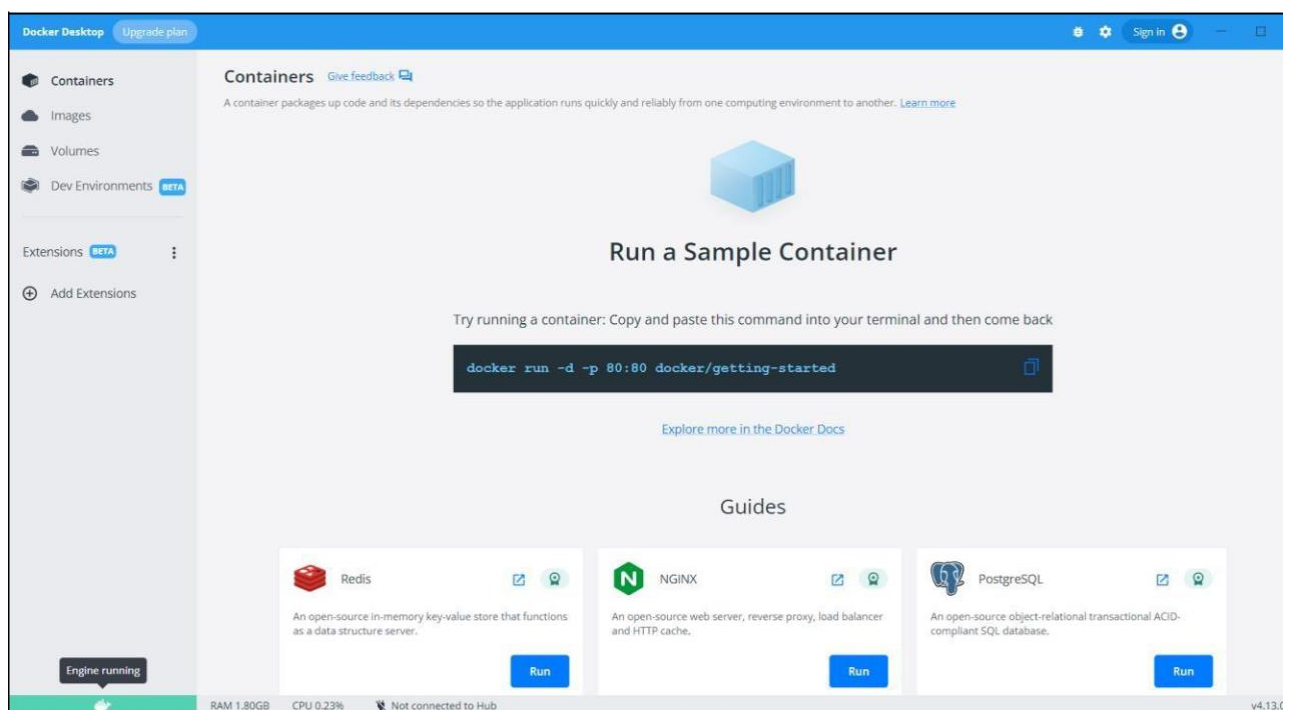 Docker Desktop Upgrade plan Sign in
Containers
Images
Volumes
Dev Environments BETA
Extensions BETA
Add Extensions
Containers Give feedback
A container packages up code and its dependencies so the application runs quickly and reliably from one computing environment to another. Learn more
Run a Sample Container
Try running a container: Copy and paste this command into your terminal and then come back
docker run -d -p 80:80 docker/getting-started
Explore more in the Docker Docs
Guides
Redis
An open-source in-memory key-value store that functions
as a data structure server.
Run
NGINX
An open-source web server, reverse proxy, load balancer
and HTTP cache.
Run
PostgreSQL
An open-source object-relational transactional ACID-
compliant SQL database.
Run
Engine running
RAM 1.80GB CPU 0.23% Not connected to Hub v4.13.0